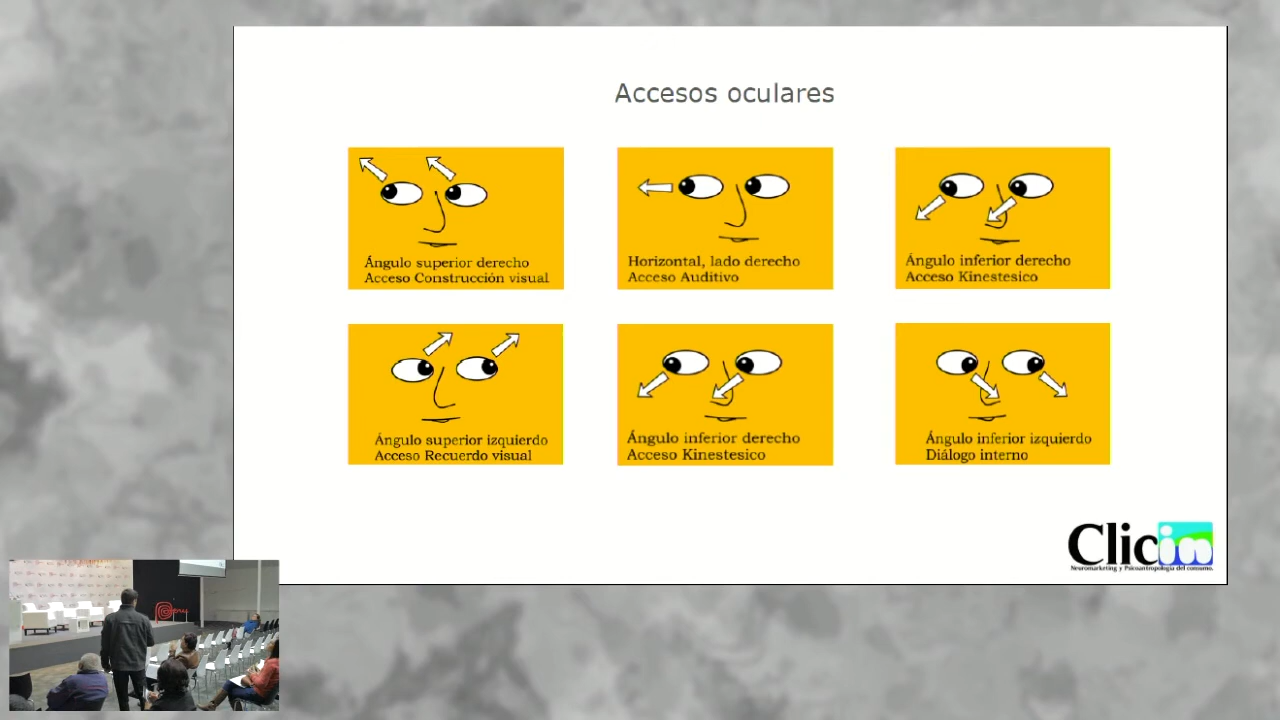 Accesos oculares
Ángulo superior derecho
Acceso Construcción visual
Horizontal, lado derecho
Acceso Auditivo
Ángulo inferior derecho
Acceso Kinestesico
Ángulo superior izquierdo
Acceso Recuerdo visual
Ángulo inferior derecho
Acceso Kinestesico
Ángulo inferior izquierdo
Diálogo interno
Clicin
Neuromarketing y Psicoantropología del consumo.
Perú